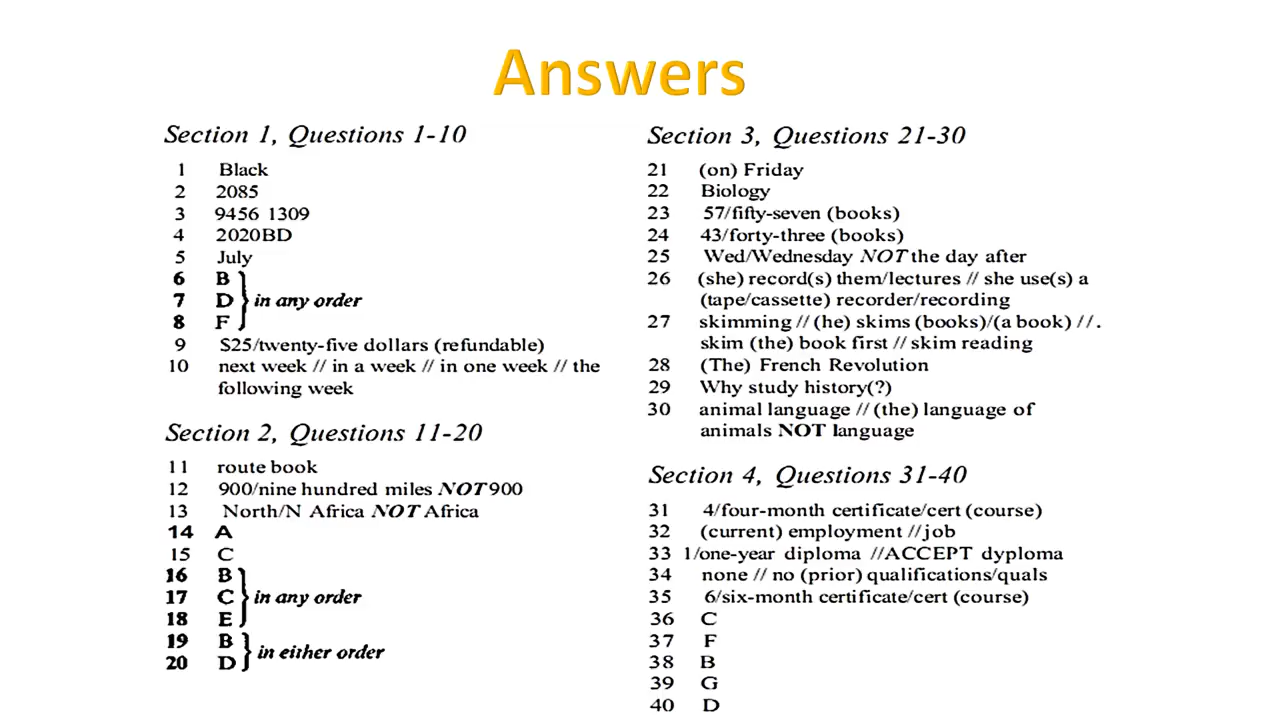 Answers
Section 1, Questions 1-10
1 Black
2 2085
3 9456 1309
4 2020BD
5 July
6 B
7 D in any order
8 F
9 $25/twenty-five dollars (refundable)
10 next week // in a week // in one week // the
following week
Section 2, Questions 11-20
11 route book
12 900/nine hundred miles NOT 900
13 North/N Africa NOT Africa
14 A
15 C
16 B
17 C in any order
18 E
19 B
in either order
20 D
Section 3, Questions 21-30
21 (on) Friday
22 Biology
23 57/fifty-seven (books)
24 43/forty-three (books)
25 Wed/Wednesday NOT the day after
26 (she) record(s) them/lectures // she use(s) a
(tape/cassette) recorder/recording
27 skimming // (he) skims (books)/(a book) //.
skim (the) book first // skim reading
28 (The) French Revolution
29 Why study history(?)
30 animal language // (the) language of
animals NOT language
Section 4, Questions 31-40
31 4/four-month certificate/cert (course)
32 (current) employment //job
33 1/one-year diploma //ACCEPT dyploma
34 none // no (prior) qualifications/quals
35 6/six-month certificate/cert (course)
36 C
37 F
38 B
39 G
40 D